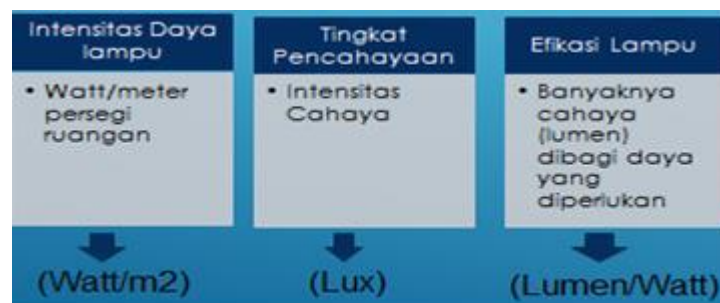 Intensitas Daya
lampu
• Watt/meter
persegi
ruangan
(Watt/m2)
Tingkat
Pencahayaan
• Intensitas
Cahaya
(Lux)
Efikasi Lampu
• Banyaknya
cahaya
(lumen)
dibagi daya
yang
diperlukan
(Lumen/Watt)